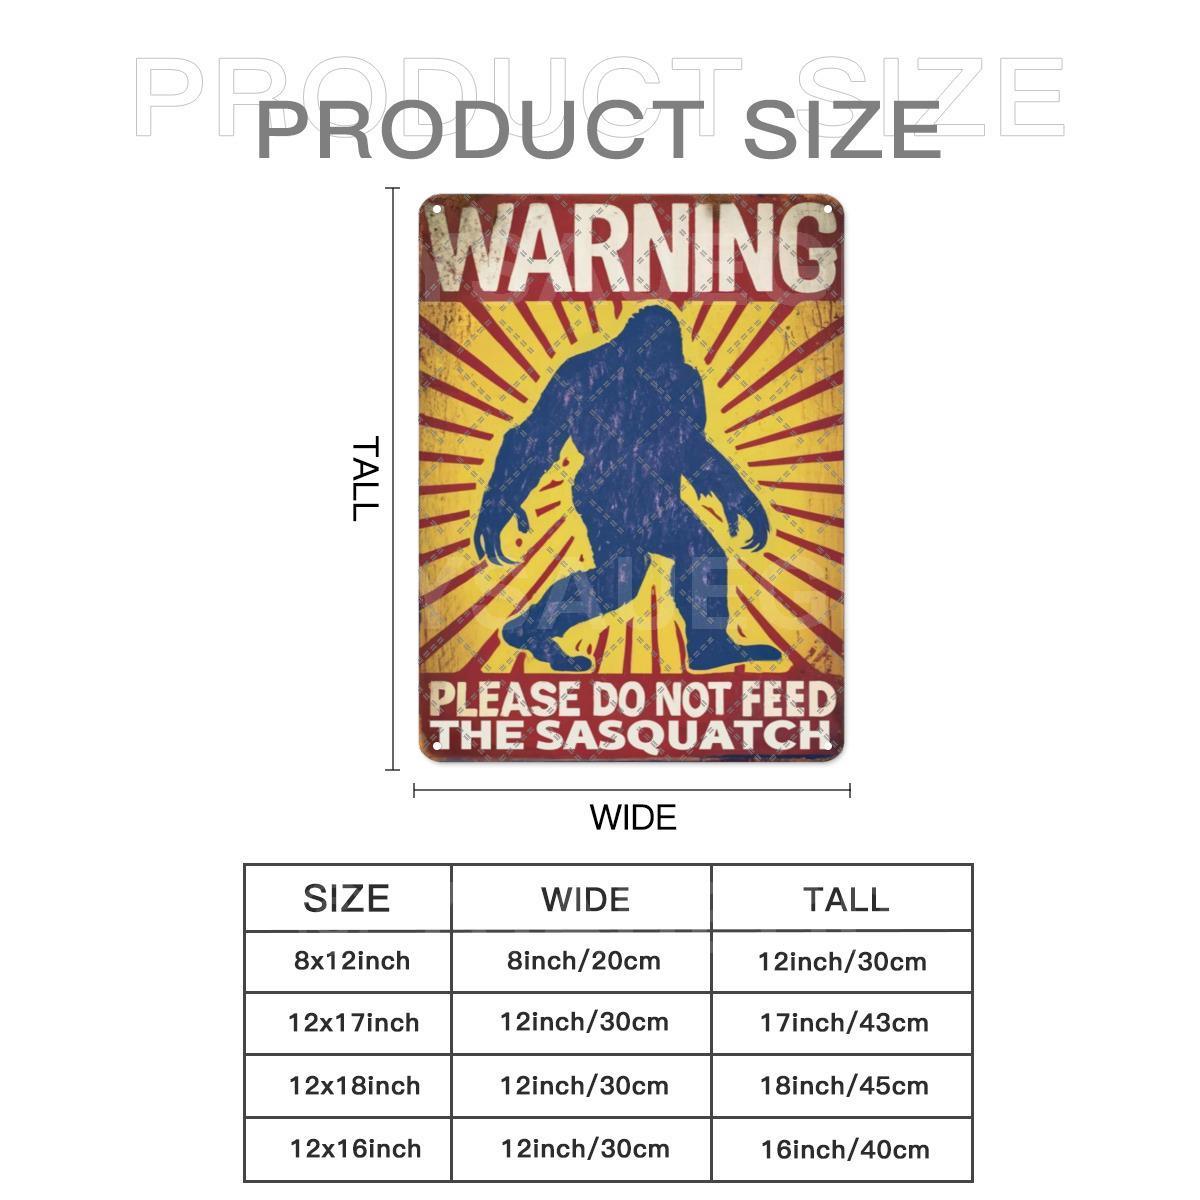 PRODUCT SIZE
PRODUCT SIZE
WARNING
TALL
PLEASE DO NOT FEED
THE SASQUATCH
WIDE
SIZE WIDE TALL
8x12inch 8inch/20cm 12inch/30cm
12x17inch 12inch/30cm 17inch/43cm
12x18inch 12inch/30cm 18inch/45cm
12x16inch 12inch/30cm 16inch/40cm